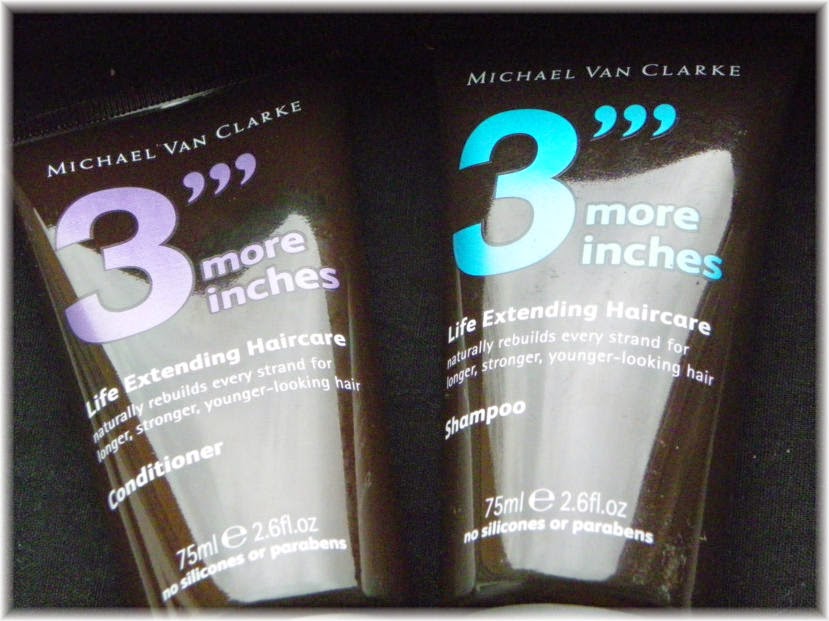 MICHAEL VAN CLARKE
3’’’
more
inches
Life Extending Haircare
naturally rebuilds every strand for
longer, stronger, younger-looking hair
Conditioner
75ml e 2.6fl.oz
no silicones or parabens
MICHAEL VAN CLARKE
3’’’
more
inches
Life Extending Haircare
naturally rebuilds every strand for
longer, stronger, younger-looking hair
Shampoo
75ml e 2.6fl.oz
no silicones or parabens